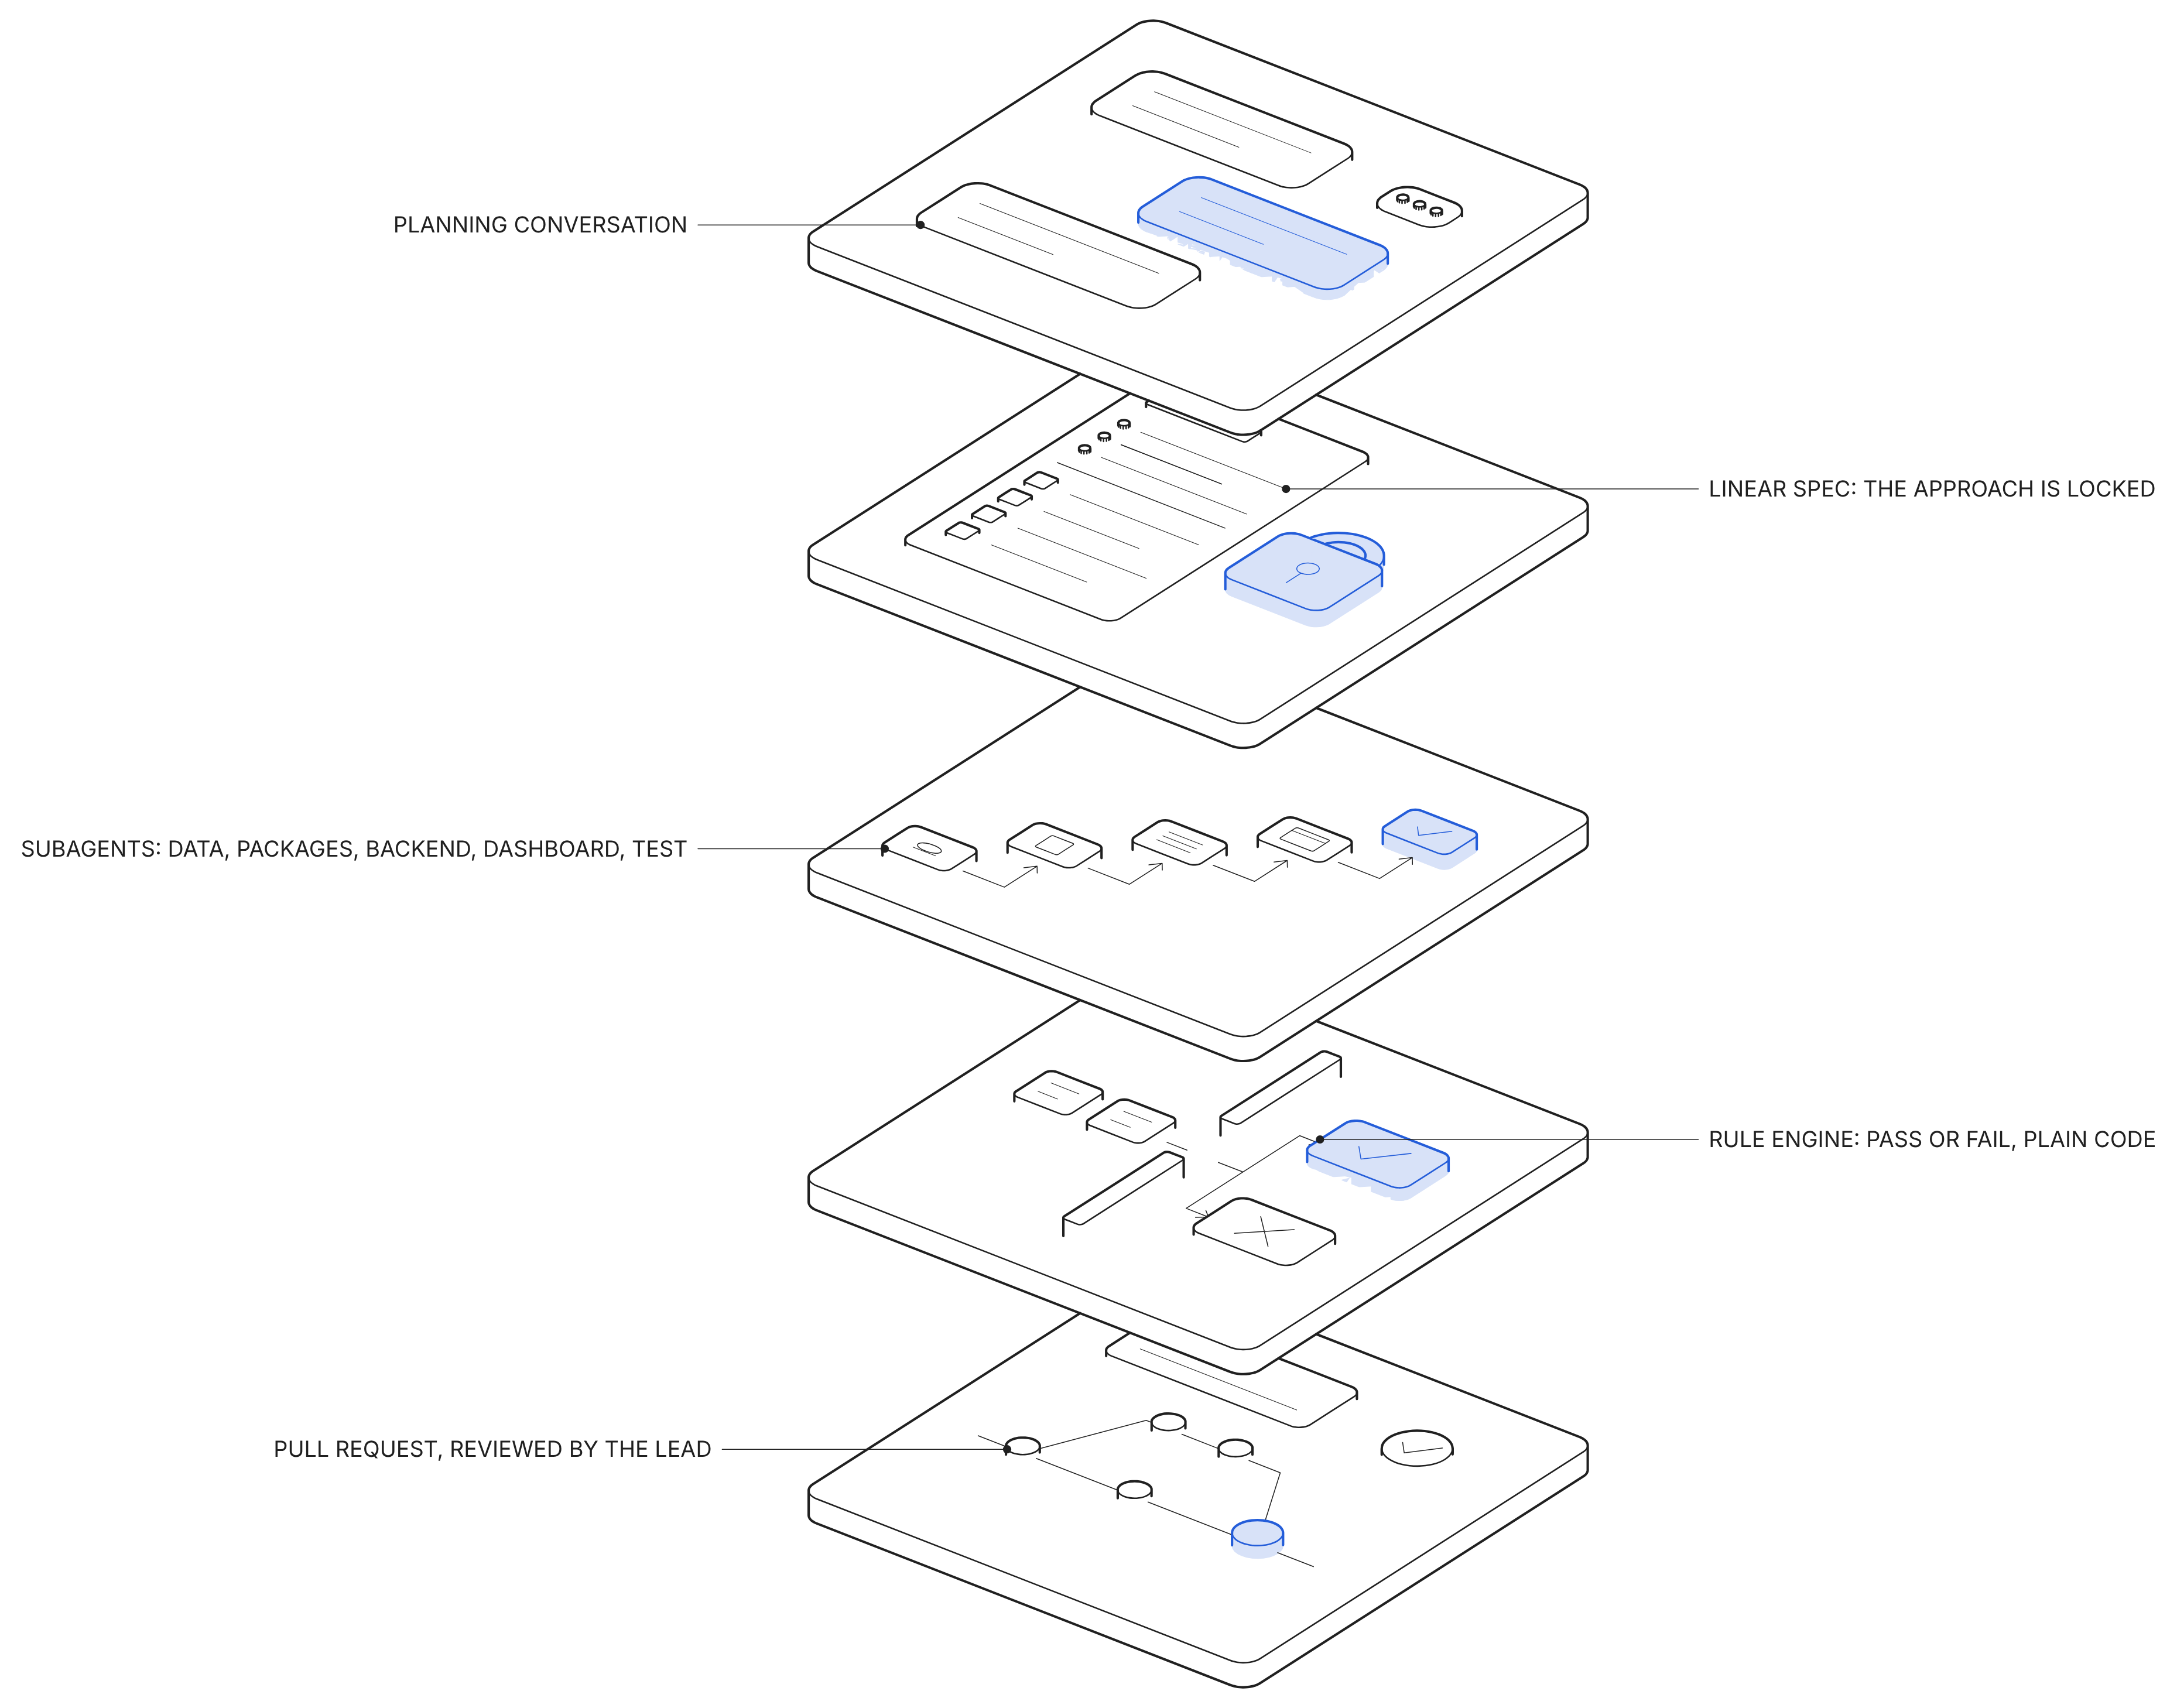 PLANNING CONVERSATION
LINEAR SPEC: THE APPROACH IS LOCKED
SUBAGENTS: DATA, PACKAGES, BACKEND, DASHBOARD, TEST
RULE ENGINE: PASS OR FAIL, PLAIN CODE
PULL REQUEST, REVIEWED BY THE LEAD